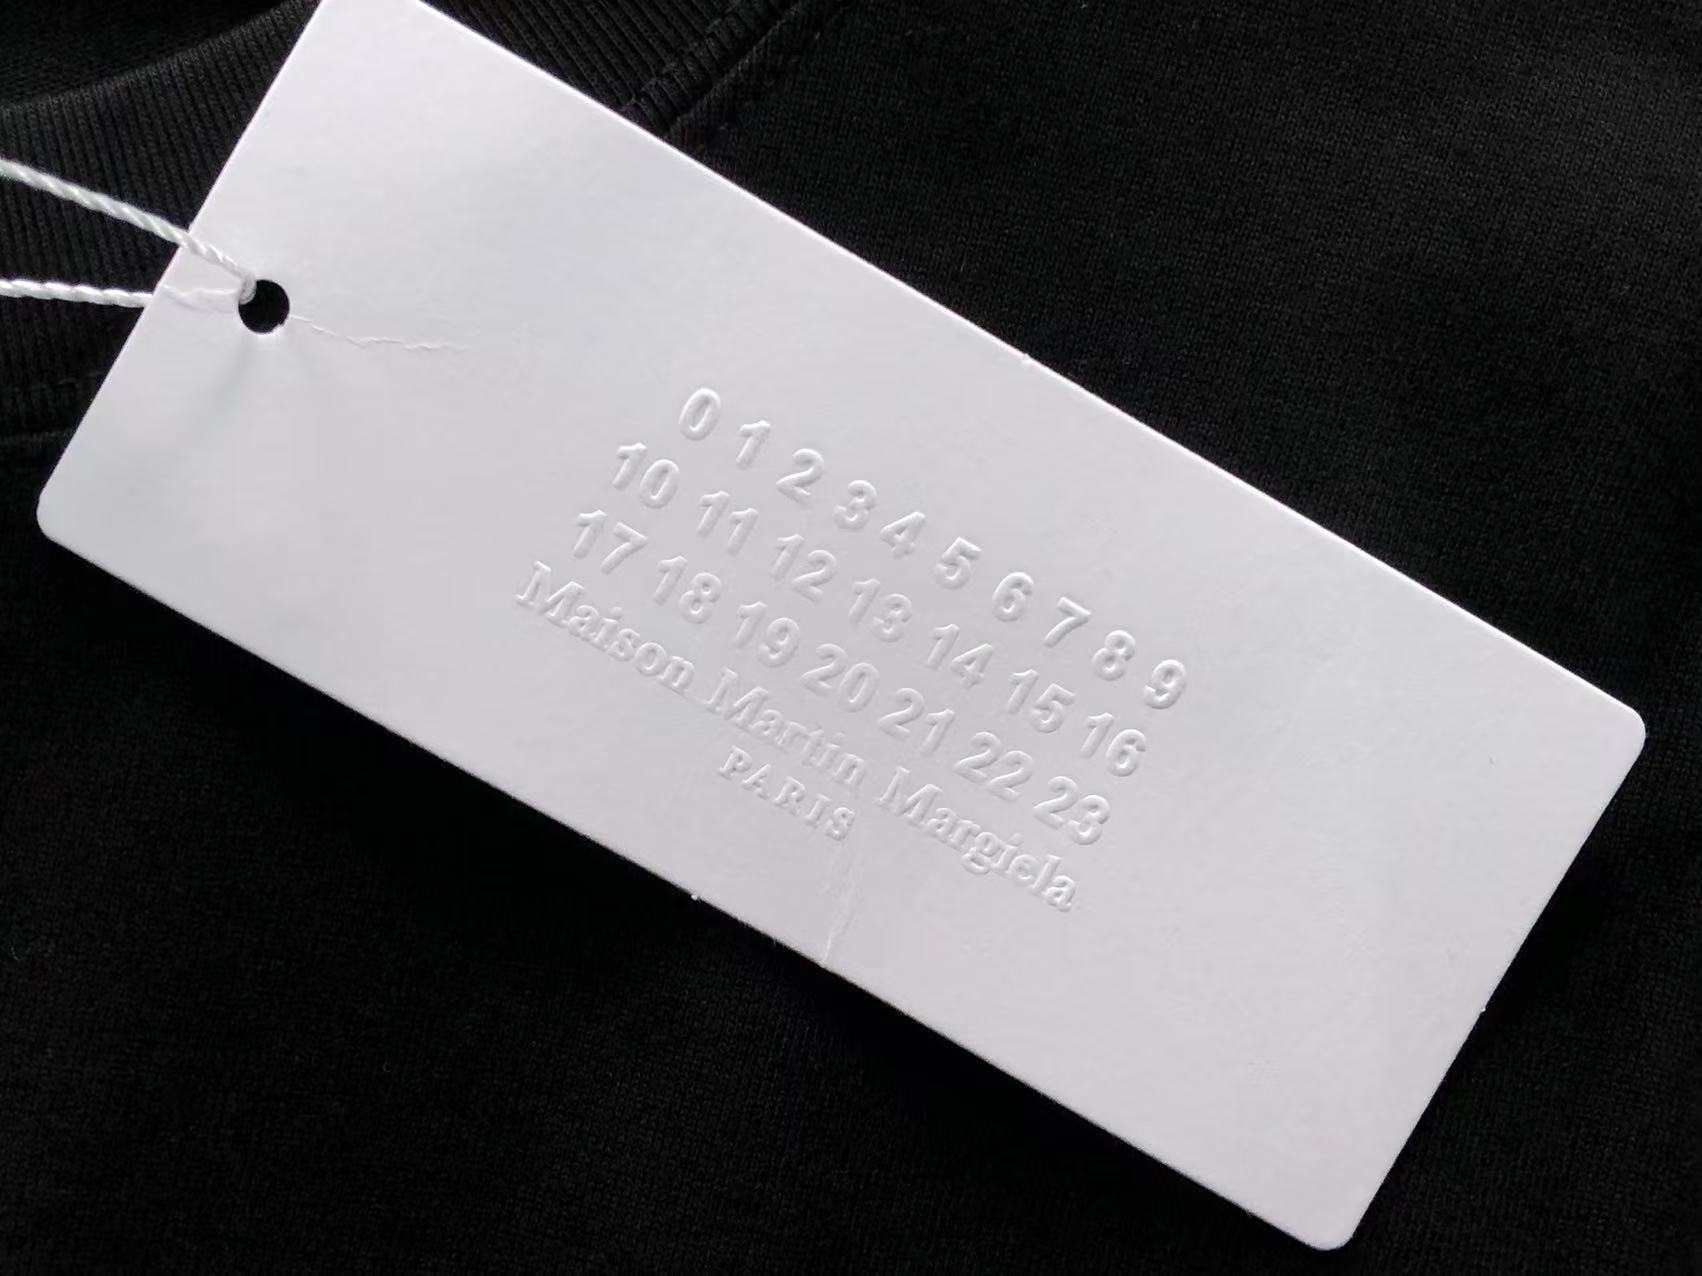 0 1 2 3 4 5 6 7 8 9
10 11 12 13 14 15 16
17 18 19 20 21 22 23
Maison Martin Margiela
PARIS